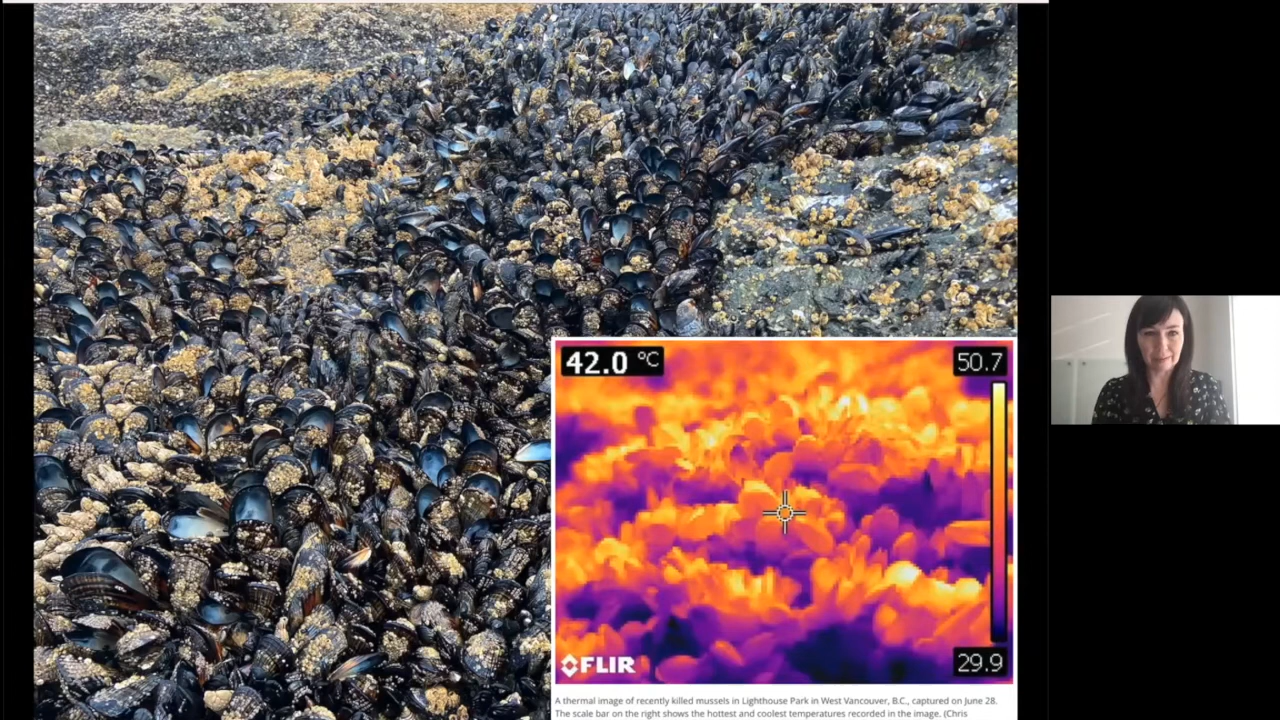 42.0 °C
50.7
29.9
FLIR
A thermal image of recently killed mussels in Lighthouse Park in West Vancouver, B.C., captured on June 28.
The scale bar on the right shows the hottest and coolest temperatures recorded in the image. (Chris